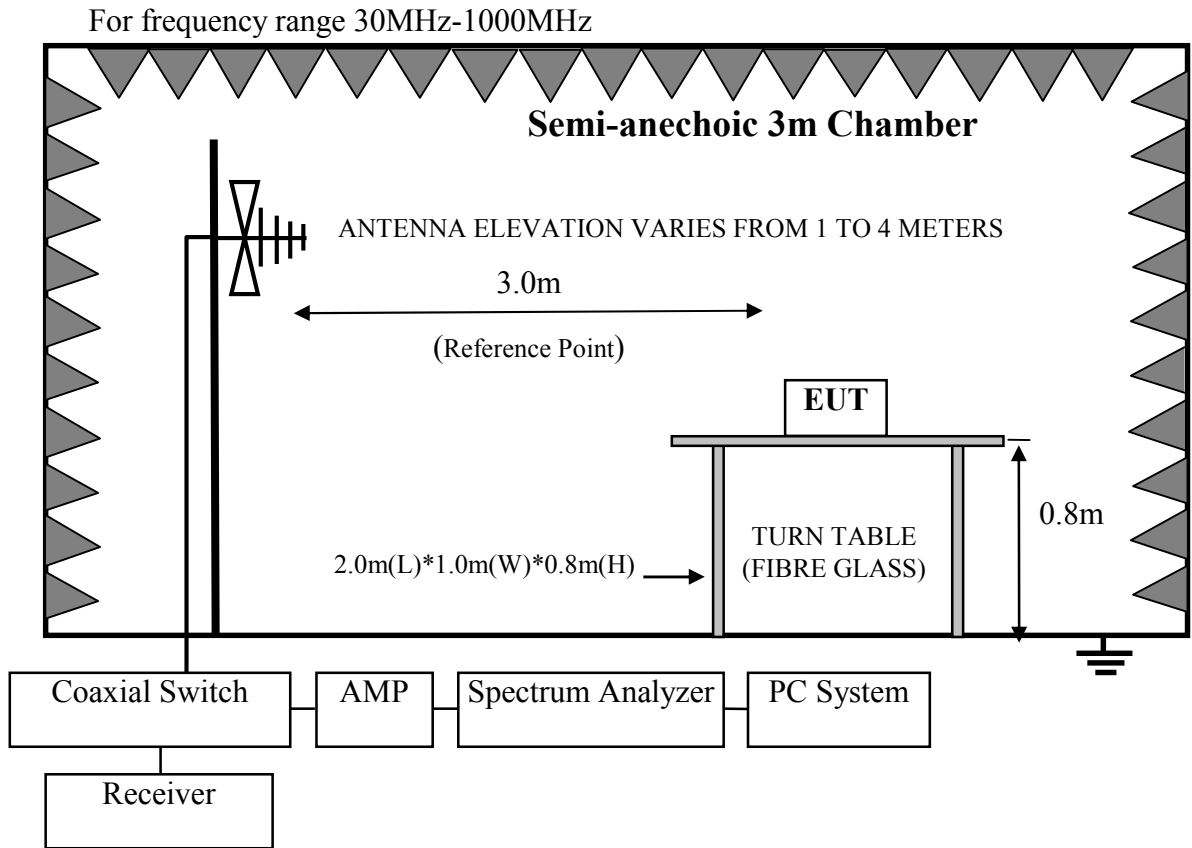 For frequency range 30MHz-1000MHz
Semi-anechoic 3m Chamber
ANTENNA ELEVATION VARIES FROM 1 TO 4 METERS
3.0m
(Reference Point)
EUT
0.8m
TURN TABLE
(FIBRE GLASS)
2.0m(L)*1.0m(W)*0.8m(H)
Coaxial Switch
AMP
Spectrum Analyzer
PC System
Receiver